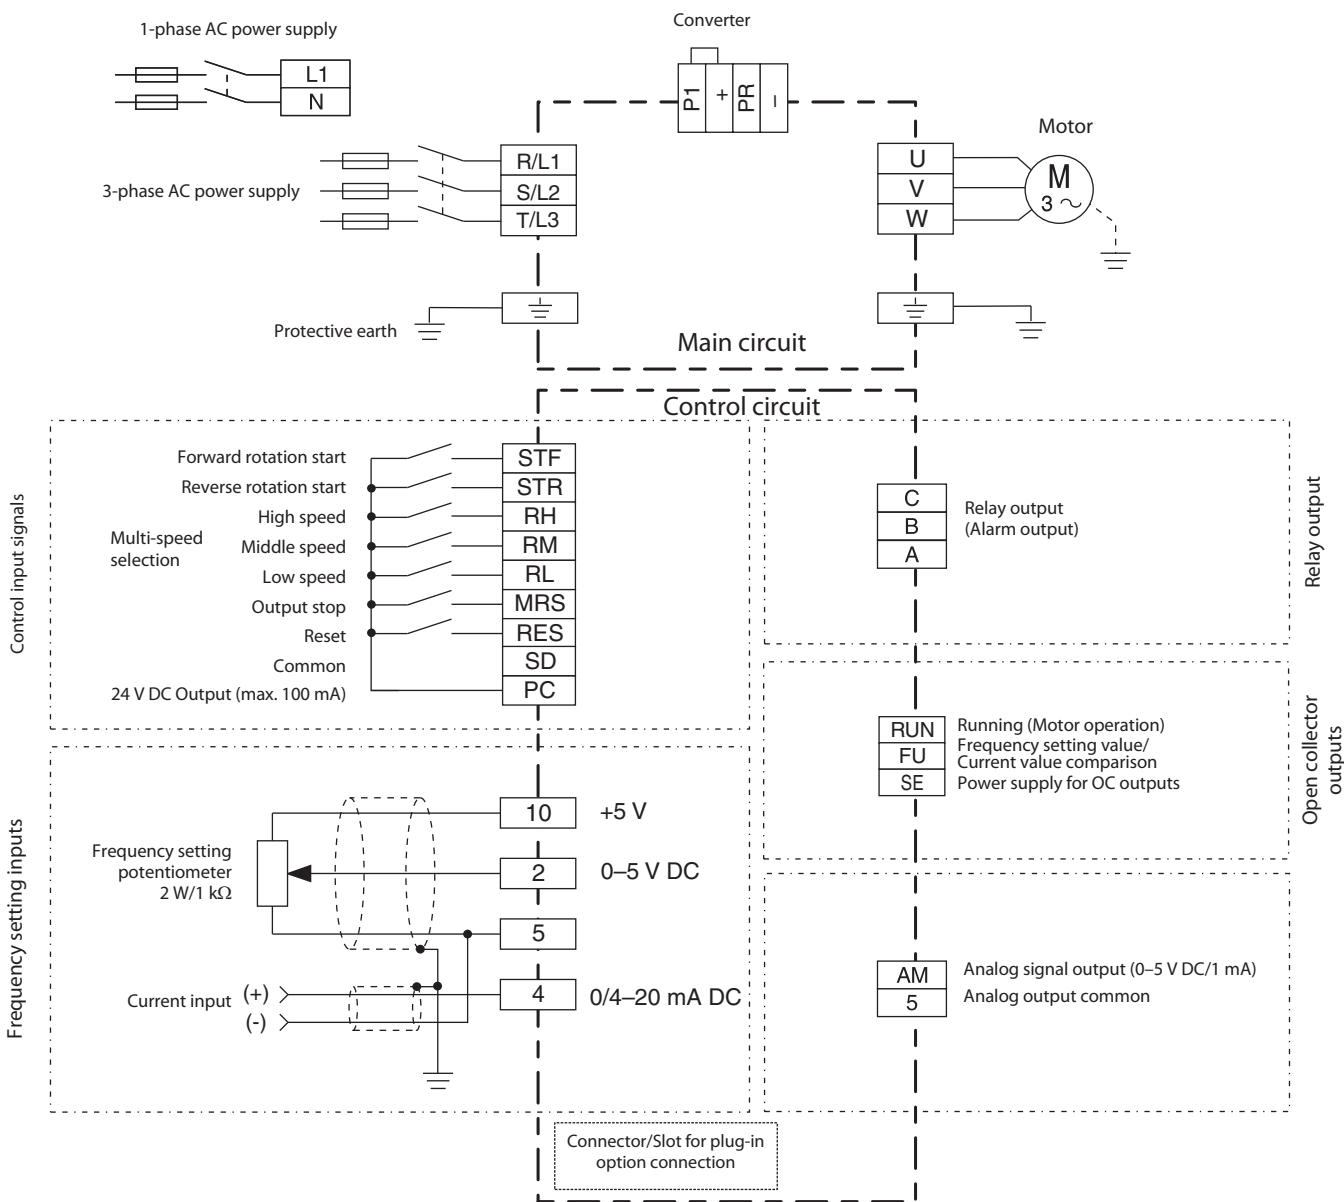 1-phase AC power supply
L1
N
Converter
P1
+
PR
–
3-phase AC power supply
R/L1
S/L2
T/L3
U
V
W
Motor
M
3 ~
Protective earth
Main circuit
Control circuit
Control input signals
Multi-speed
selection
Forward rotation start
STF
Reverse rotation start
STR
High speed
RH
Middle speed
RM
Low speed
RL
Output stop
MRS
Reset
RES
Common
SD
24 V DC Output (max. 100 mA)
PC
C
B
A
Relay output
(Alarm output)
Relay output
RUN
FU
SE
Running (Motor operation)
Frequency setting value/
Current value comparison
Power supply for OC outputs
Open collector
outputs
Frequency setting inputs
Frequency setting
potentiometer
2 W/1 kΩ
10
+5 V
2
0–5 V DC
5
Current input
(+)
(-)
4
0/4–20 mA DC
AM
Analog signal output (0–5 V DC/1 mA)
5
Analog output common
Connector/Slot for plug-in
option connection